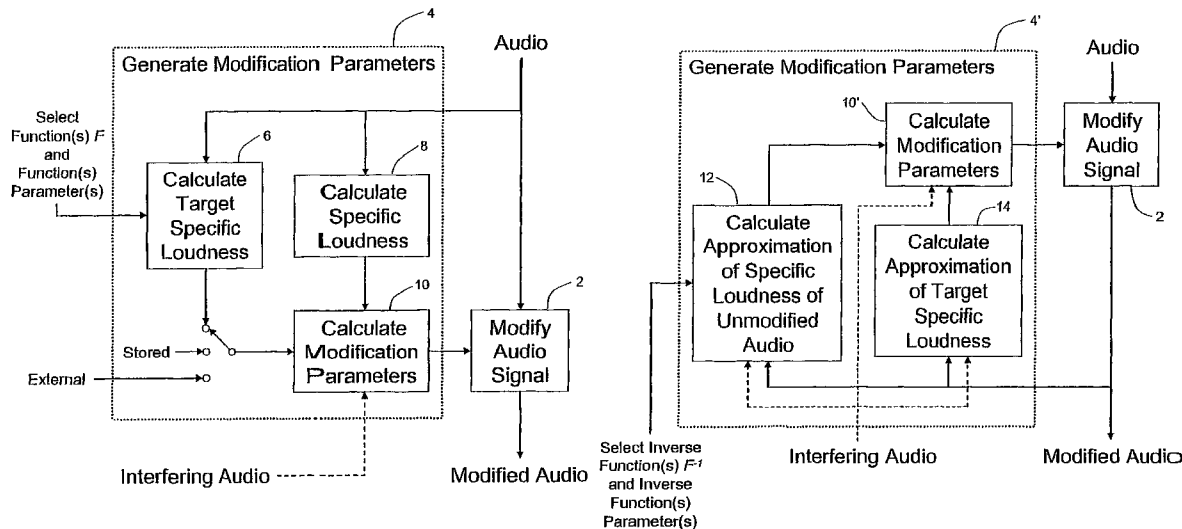 4
Audio
Generate Modification Parameters
Select
Function(s) F
and
Function(s)
Parameter(s)
6
Calculate
Target
Specific
Loudness
8
Calculate
Specific
Loudness
10
Calculate
Modification
Parameters
2
Modify
Audio
Signal
Stored
External
Interfering Audio
Modified Audio
4'
Audio
Generate Modification Parameters
10'
Calculate
Modification
Parameters
Modify
Audio
Signal
2
12
Calculate
Approximation
of Specific
Loudness of
Unmodified
Audio
14
Calculate
Approximation
of Target
Specific
Loudness
Select Inverse
Function(s) F-1
and Inverse
Function(s)
Parameter(s)
Interfering Audio
Modified Audio